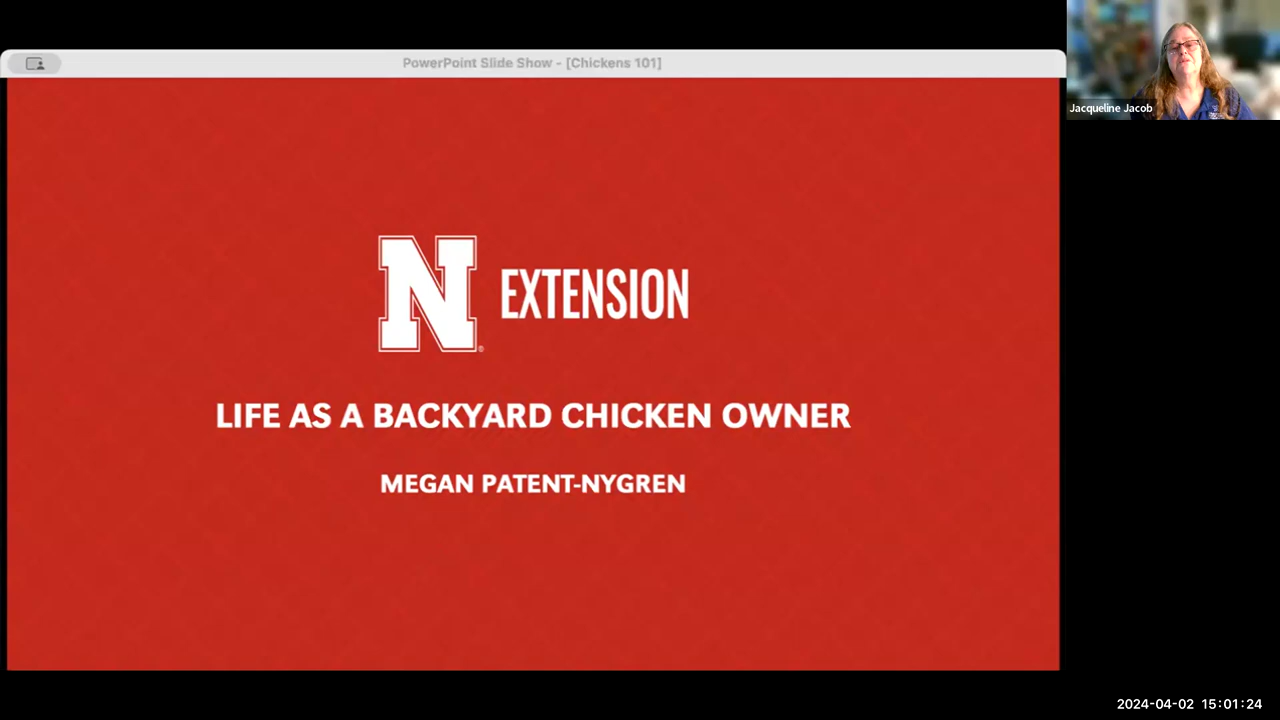 PowerPoint Slide Show - [Chickens 101]
Jacqueline Jacob
N EXTENSION
LIFE AS A BACKYARD CHICKEN OWNER
MEGAN PATENT-NYGREN
2024-04-02 15:01:24